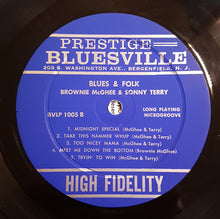 PRESTIGE
BLUESVILLE
203 S. WASHINGTON AVE., BERGENFIELD, N. J.
BLUES & FOLK
BROWNIE McGHEE & SONNY TERRY
BVLP 1005 B
LONG PLAYING
MICROGROOVE
1. MIDNIGHT SPECIAL (McGhee & Terry)
2. TAKE THIS HAMMER WHUP (McGhee & Terry)
3. TOO NICEY MAMA (McGhee & Terry)
4. MEET ME DOWN THE BOTTOM (Brownie McGhee)
5. TRYIN' TO WIN (McGhee & Terry)
HIGH FIDELITY